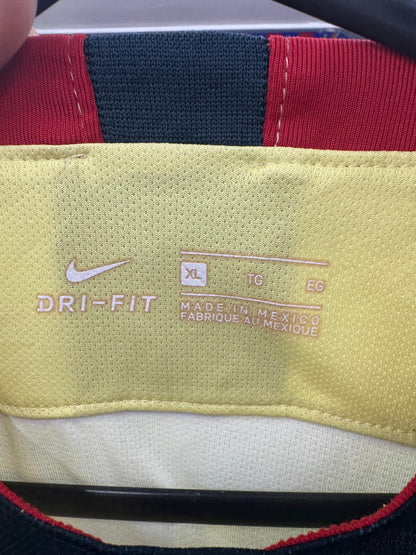 DRI-FIT
XL TG EG
MADE IN MEXICO
FABRIQUE AU MEXIQUE